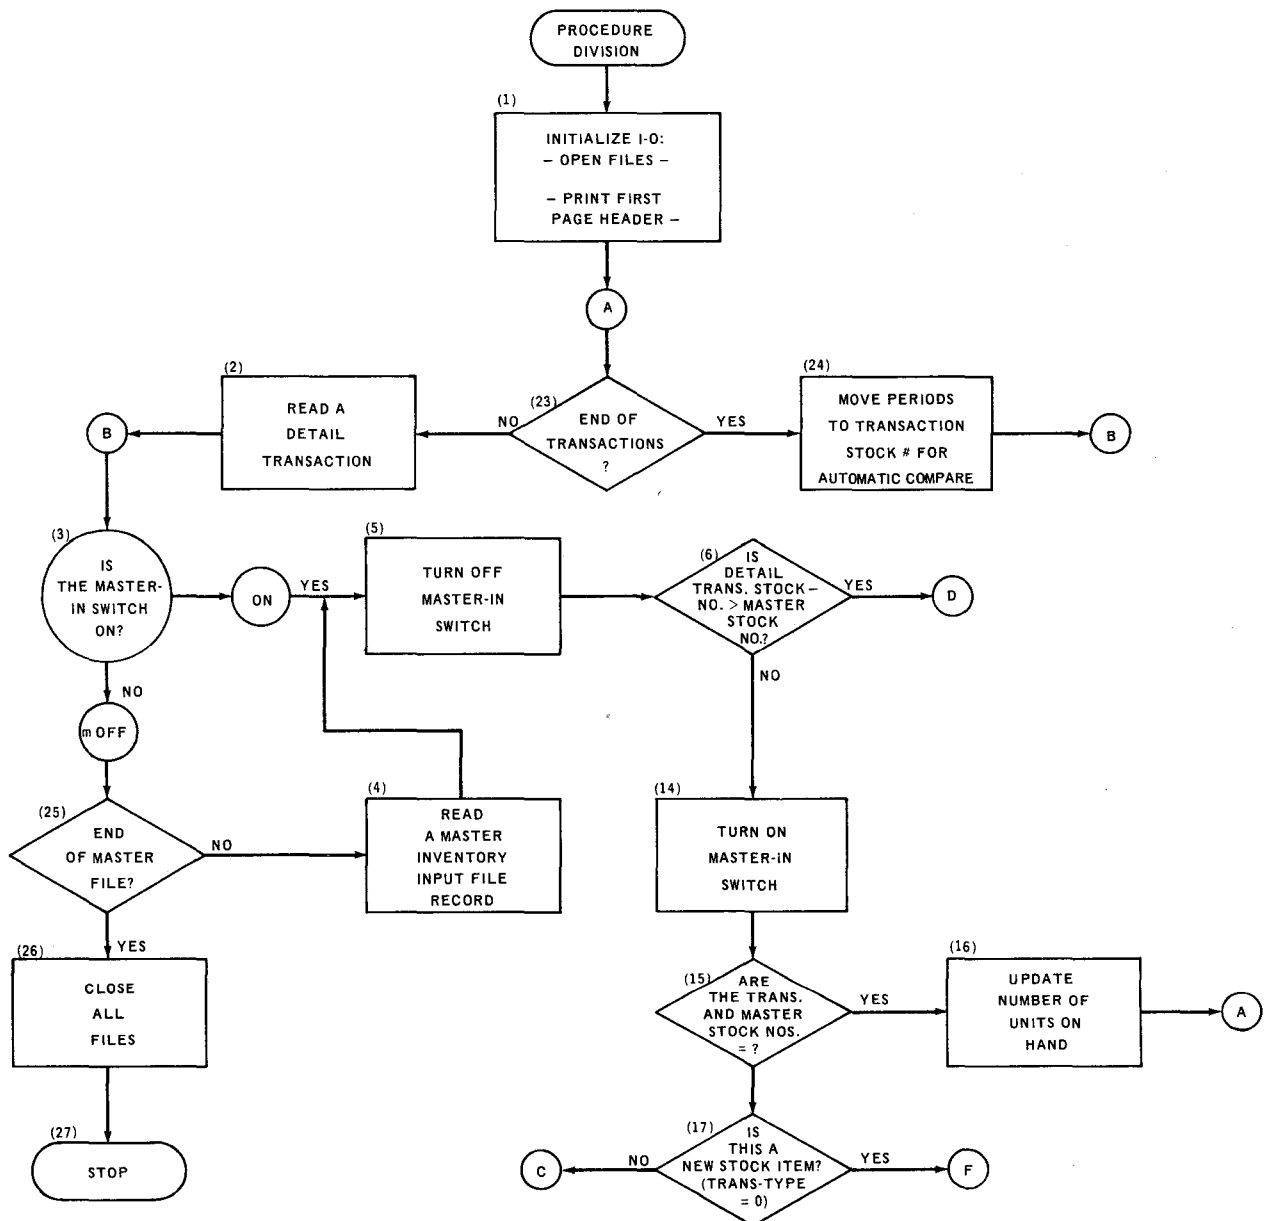 PROCEDURE
DIVISION
(1)
INITIALIZE I-O:
– OPEN FILES –
– PRINT FIRST
PAGE HEADER –
A
(2)
READ A
DETAIL
TRANSACTION
B
NO
(23)
END OF
TRANSACTIONS
?
YES
(24)
MOVE PERIODS
TO TRANSACTION
STOCK # FOR
AUTOMATIC COMPARE
B
(3)
IS
THE MASTER-
IN SWITCH
ON?
ON
YES
(5)
TURN OFF
MASTER-IN
SWITCH
(6)
IS
DETAIL
TRANS. STOCK –
NO. > MASTER
STOCK
NO.?
YES
D
NO
NO
m OFF
(25)
END
OF MASTER
FILE?
NO
(4)
READ
A MASTER
INVENTORY
INPUT FILE
RECORD
(14)
TURN ON
MASTER-IN
SWITCH
YES
(26)
CLOSE
ALL
FILES
(15)
ARE
THE TRANS.
AND MASTER
STOCK NOS.
= ?
YES
(16)
UPDATE
NUMBER OF
UNITS ON
HAND
A
(27)
STOP
(17)
IS
THIS A
NEW STOCK ITEM?
(TRANS-TYPE
= 0)
NO
C
YES
F